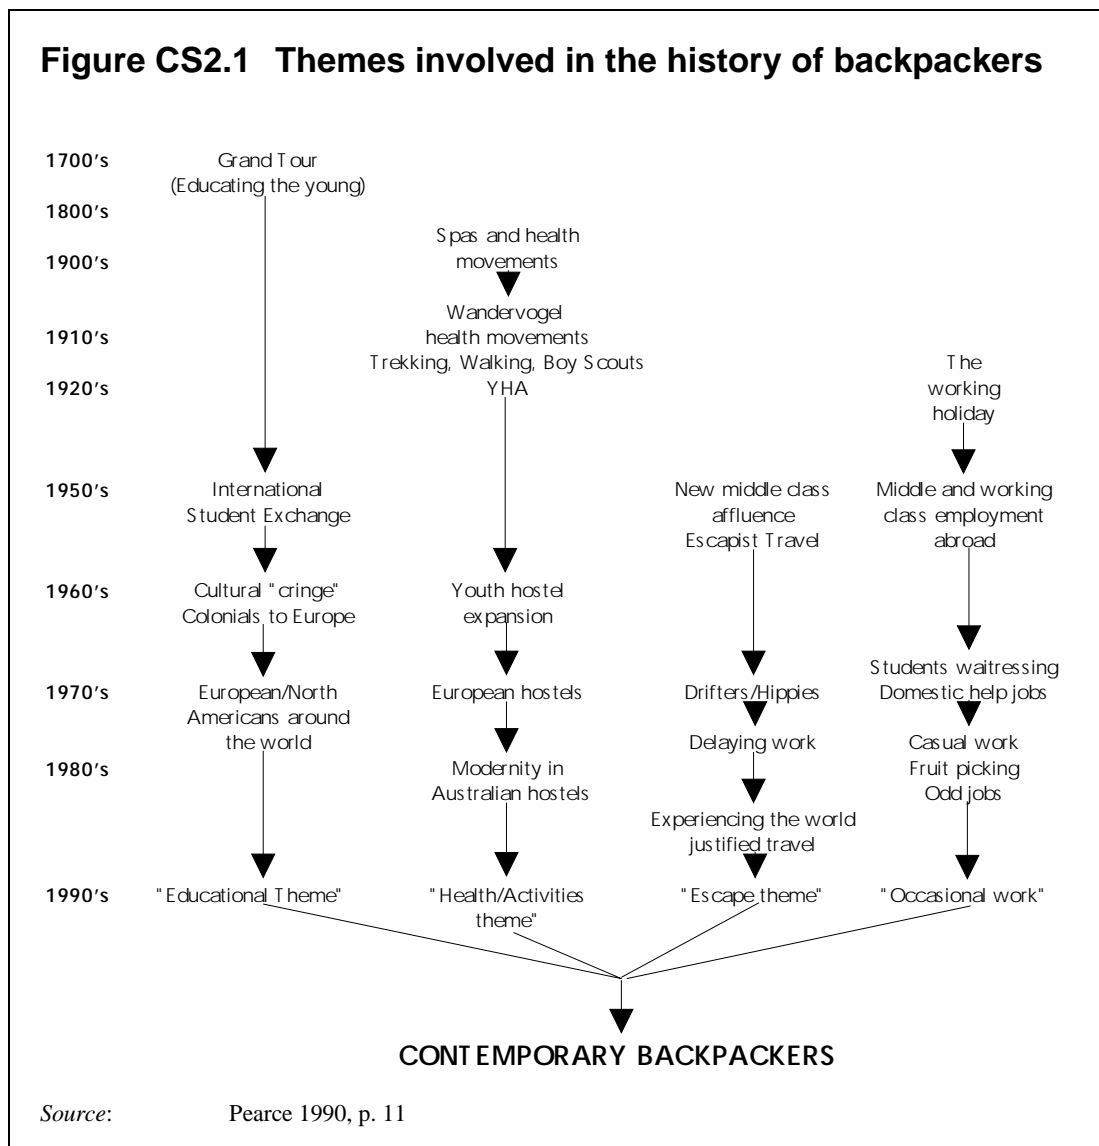 Figure CS2.1 Themes involved in the history of backpackers
1700's
Grand Tour
(Educating the young)
1800's
Spas and health
movements
1900's
Wandervogel
health movements
Trekking, Walking, Boy Scouts
YHA
1910's
1920's
The
working
holiday
1950's
International
Student Exchange
New middle class
affluence
Escapist Travel
Middle and working
class employment
abroad
1960's
Cultural "cringe"
Colonials to Europe
Youth hostel
expansion
Students waitressing
Domestic help jobs
1970's
European/North
Americans around
the world
European hostels
Drifters/Hippies
Delaying work
Casual work
Fruit picking
Odd jobs
1980's
Modernity in
Australian hostels
Experiencing the world
justified travel
1990's
"Educational Theme"
"Health/Activities
theme"
"Escape theme"
"Occasional work"
CONTEMPORARY BACKPACKERS
Source: Pearce 1990, p. 11